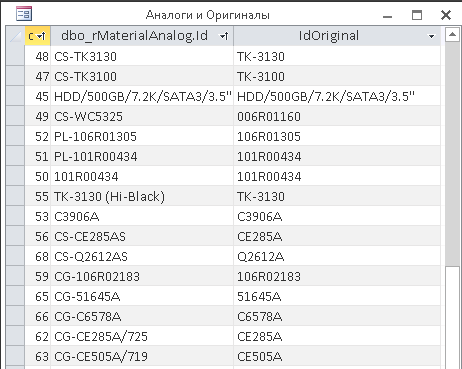 Аналоги и Оригиналы
dbo_rMaterialAnalog.Id IdOriginal
48 CS-TK3130 TK-3130
47 CS-TK3100 TK-3100
45 HDD/500GB/7.2K/SATA3/3.5" HDD/500GB/7.2K/SATA3/3.5"
49 CS-WC5325 006R01160
52 PL-106R01305 106R01305
51 PL-101R00434 101R00434
50 101R00434 101R00434
55 TK-3130 (Hi-Black) TK-3130
53 C3906A C3906A
56 CS-CE285AS CE285A
68 CS-Q2612AS Q2612A
59 CG-106R02183 106R02183
65 CG-51645A 51645A
66 CG-C6578A C6578A
62 CG-CE285A/725 CE285A
63 CG-CE505A/719 CE505A